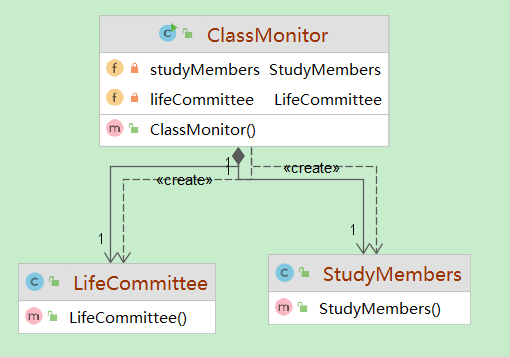 ClassMonitor
studyMembers StudyMembers
lifeCommittee LifeCommittee
ClassMonitor()
1
1
«create»
«create»
1
1
LifeCommittee
LifeCommittee()
StudyMembers
StudyMembers()